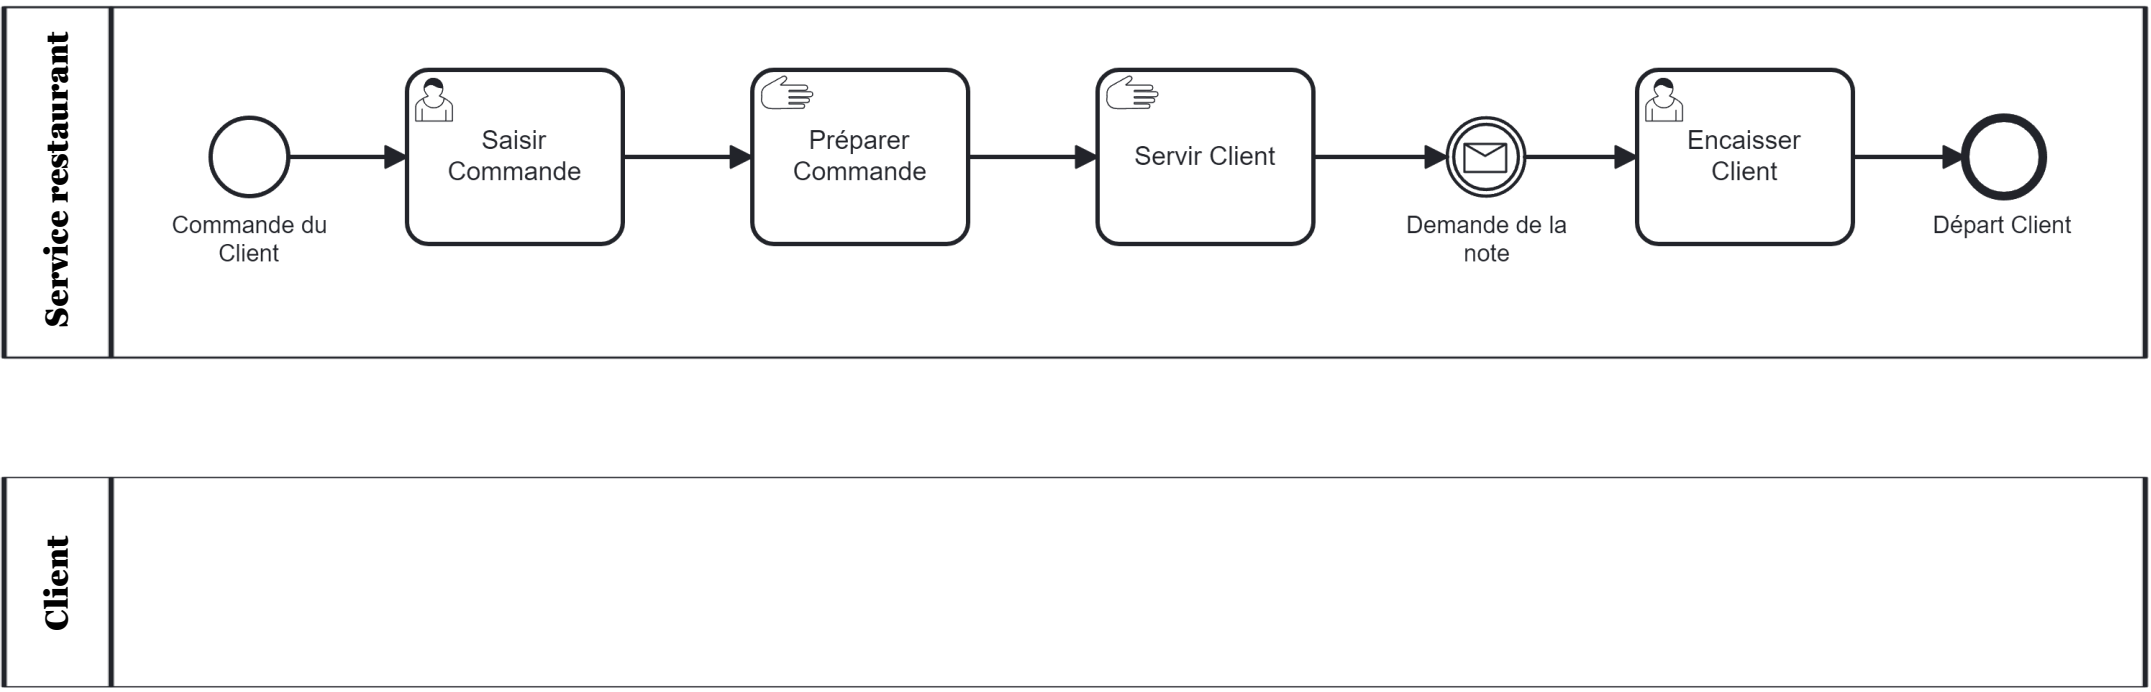 Service restaurant
Commande du
Client
Saisir
Commande
Préparer
Commande
Servir Client
Demande de la
note
Encaisser
Client
Départ Client
Client